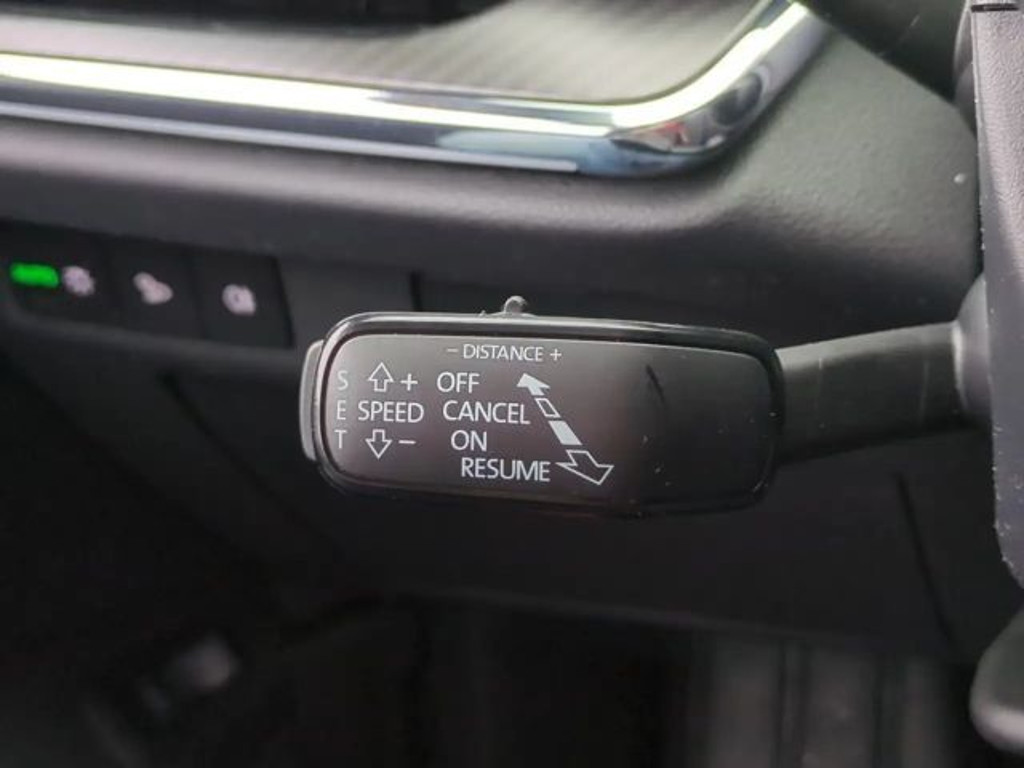 - DISTANCE +
S + OFF
E SPEED CANCEL
T - ON
RESUME